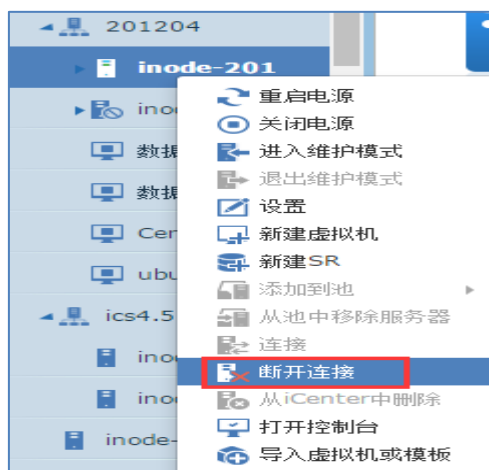 201204
inode-201
重启电源
ino
关闭电源
数据
进入维护模式
退出维护模式
数据
设置
Cer
新建虚拟机
新建SR
ubu
添加到池
ics4.5
从池中移除服务器
连接
ino
断开连接
ino
从iCenter中删除
打开控制台
inode-
导入虚拟机或模板